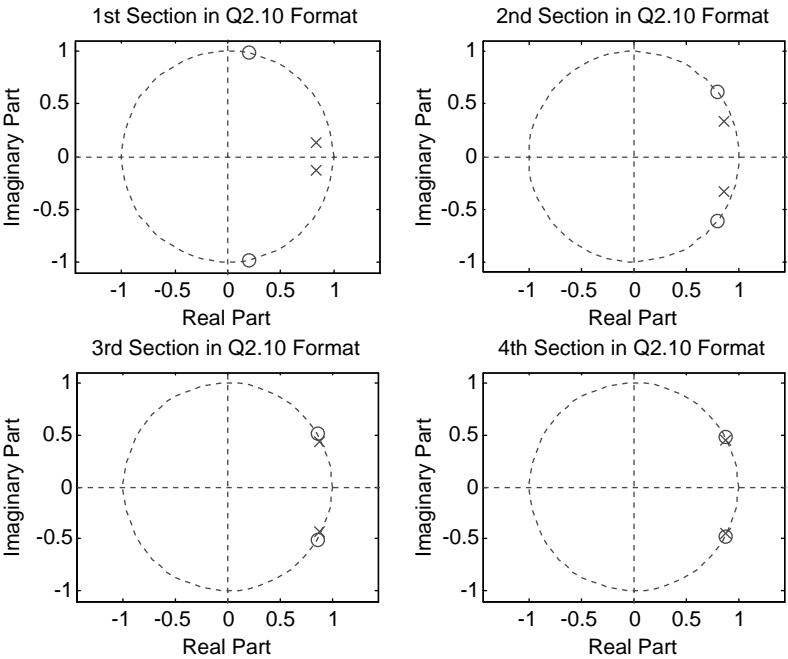 1st Section in Q2.10 Format
1
0.5
0
-0.5
-1
Imaginary Part
-1 -0.5 0 0.5 1
Real Part
2nd Section in Q2.10 Format
1
0.5
0
-0.5
-1
Imaginary Part
-1 -0.5 0 0.5 1
Real Part
3rd Section in Q2.10 Format
1
0.5
0
-0.5
-1
Imaginary Part
-1 -0.5 0 0.5 1
Real Part
4th Section in Q2.10 Format
1
0.5
0
-0.5
-1
Imaginary Part
-1 -0.5 0 0.5 1
Real Part